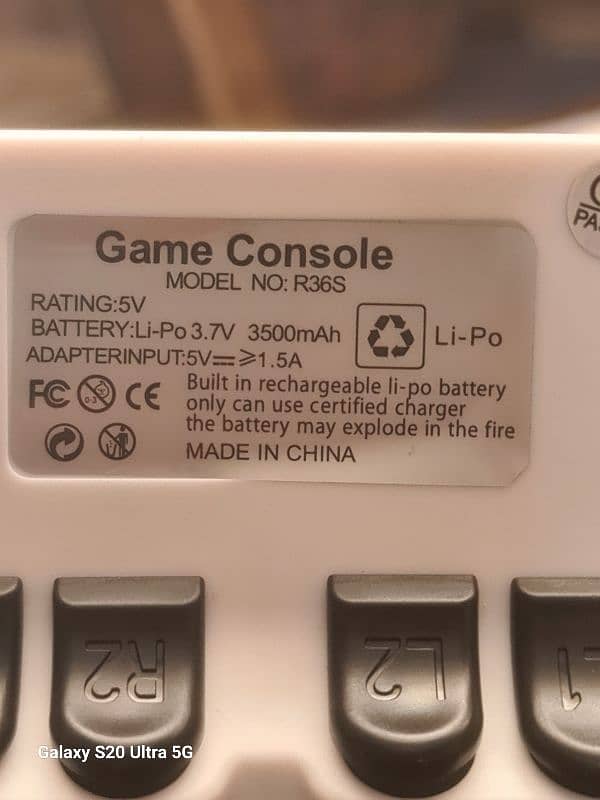 Game Console
MODEL NO: R36S
RATING:5V
BATTERY:Li-Po 3.7V 3500mAh
Li-Po
ADAPTERINPUT:5V⎓≥1.5A
FC
0-3
CE
Built in rechargeable li-po battery
only can use certified charger
the battery may explode in the fire
MADE IN CHINA
R2
L2
Galaxy S20 Ultra 5G